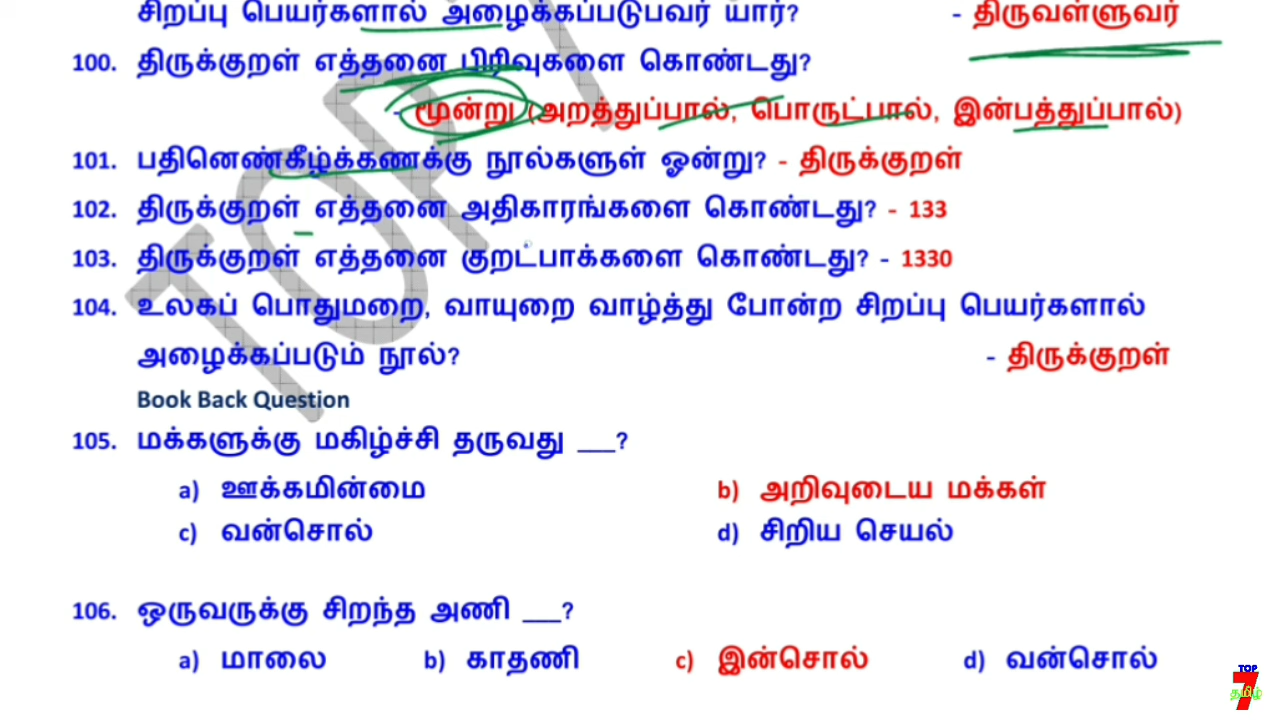 சிறப்பு பெயர்களால் அழைக்கப்படுபவர் யார்? - திருவள்ளுவர்
100. திருக்குறள் எத்தனை பிரிவுகளை கொண்டது?
- மூன்று (அறத்துப்பால், பொருட்பால், இன்பத்துப்பால்)
101. பதினெண்கீழ்க்கணக்கு நூல்களுள் ஓன்று? - திருக்குறள்
102. திருக்குறள் எத்தனை அதிகாரங்களை கொண்டது? - 133
103. திருக்குறள் எத்தனை குறட்பாக்களை கொண்டது? - 1330
104. உலகப் பொதுமறை, வாயுறை வாழ்த்து போன்ற சிறப்பு பெயர்களால்
அழைக்கப்படும் நூல்? - திருக்குறள்
Book Back Question
105. மக்களுக்கு மகிழ்ச்சி தருவது ___?
a) ஊக்கமின்மை b) அறிவுடைய மக்கள்
c) வன்சொல் d) சிறிய செயல்
106. ஒருவருக்கு சிறந்த அணி ___?
a) மாலை b) காதணி c) இன்சொல் d) வன்சொல்
TOP
7
தமிழ்